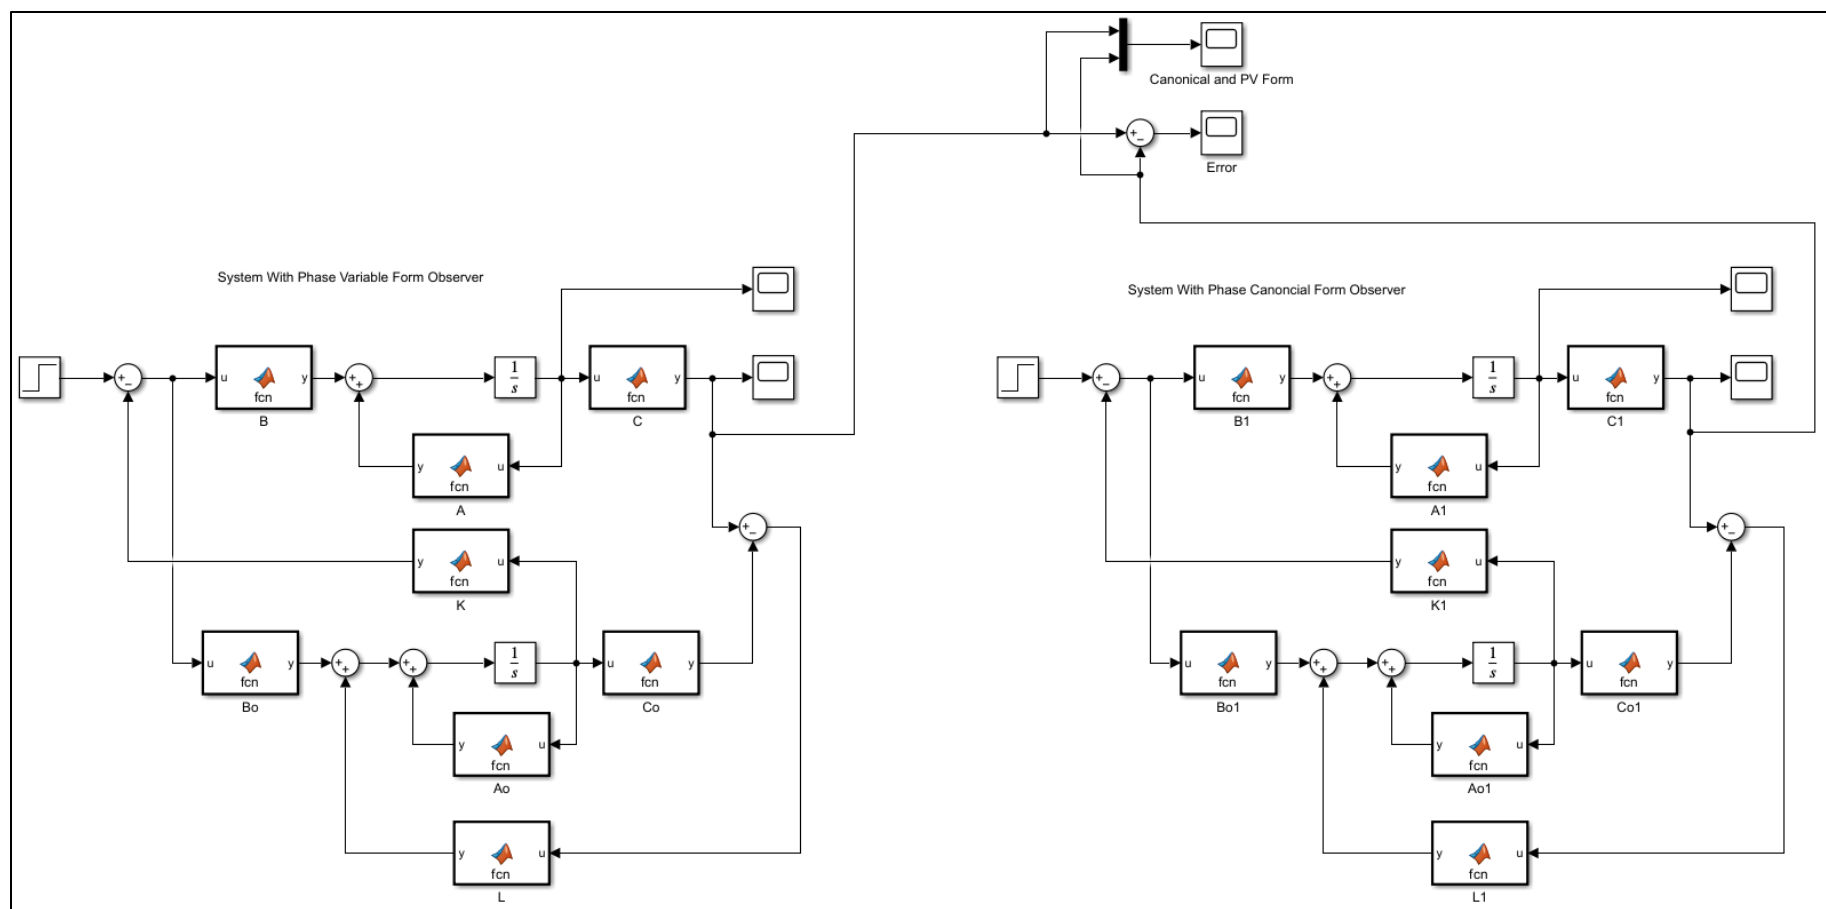 Canonical and PV Form
+
−
Error
System With Phase Variable Form Observer
System With Phase Canoncial Form Observer
+
−
u fcn y
B
+
+
1
s
u fcn y
C
y fcn u
A
+
−
y fcn u
K
u fcn y
Bo
+
+
+
+
1
s
u fcn y
Co
y fcn u
Ao
y fcn u
L
+
−
u fcn y
B1
+
+
1
s
u fcn y
C1
y fcn u
A1
+
−
y fcn u
K1
u fcn y
Bo1
+
+
+
+
1
s
u fcn y
Co1
y fcn u
Ao1
y fcn u
L1